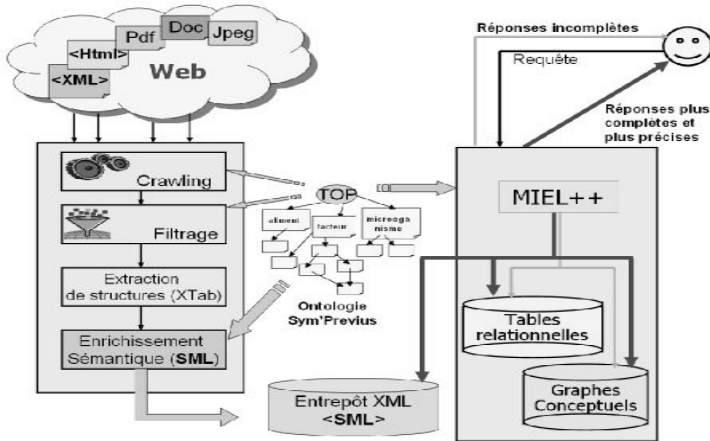 <XML>
<Html>
Pdf
Doc
Jpeg
Web
Crawling
Filtrage
Extraction
de structures (XTab)
Enrichissement
Sémantique (SML)
TOP
aliment
facteur
microorga
nisme
Ontologie
Sym'Previus
Entrepôt XML
<SML>
Réponses incomplètes
Requête
Réponses plus
complètes et
plus précises
MIEL++
Tables
relationnelles
Graphes
Conceptuels